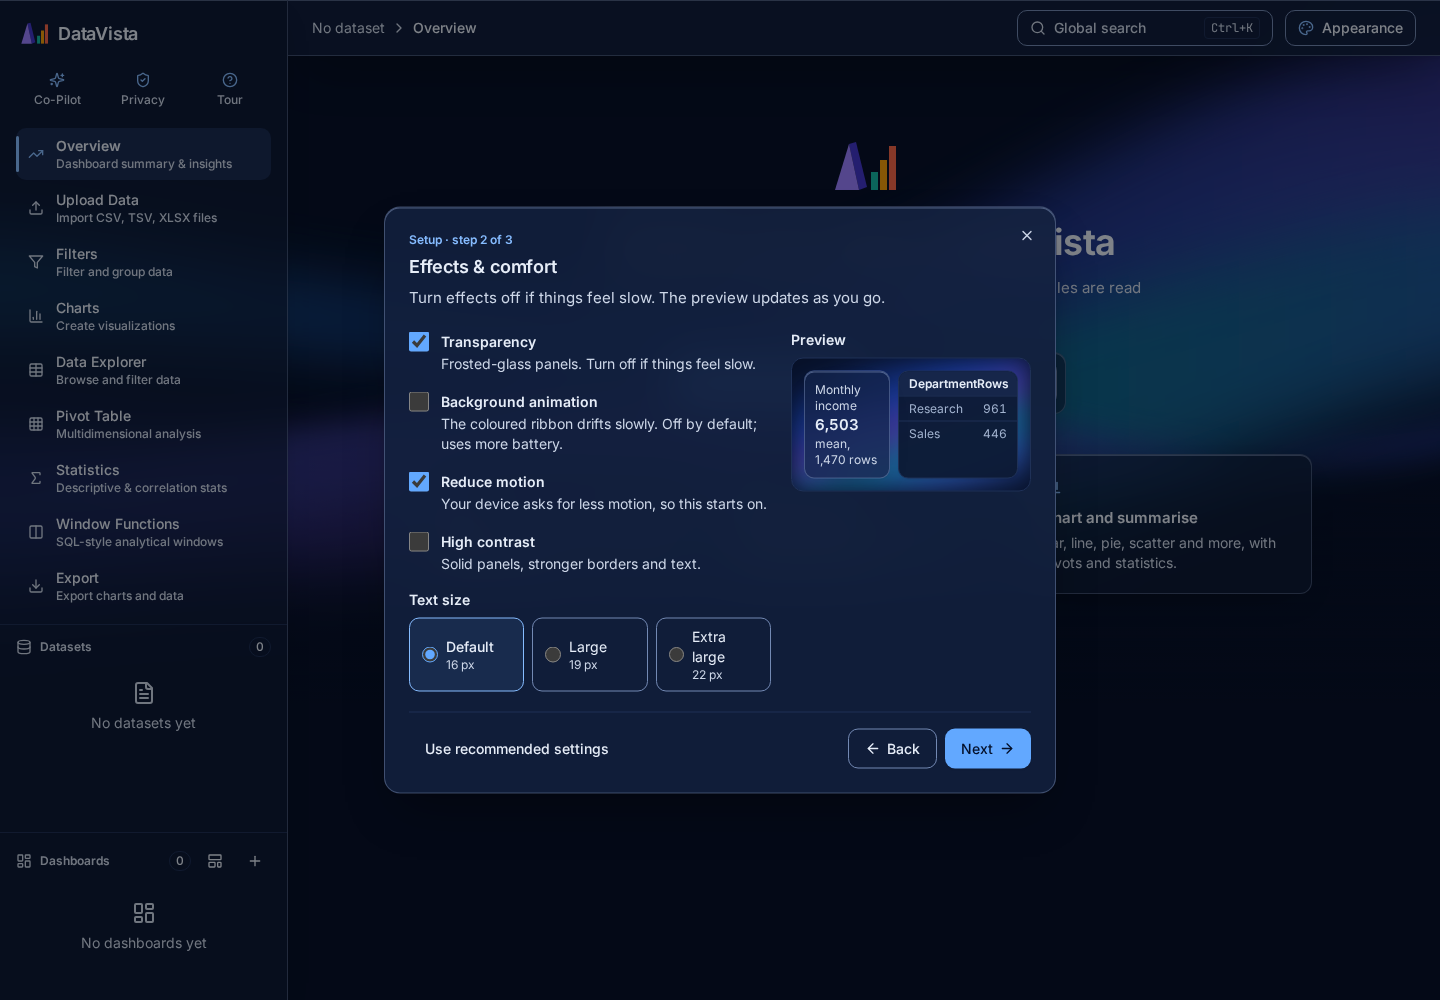 DataVista
Co-Pilot
Privacy
Tour
Overview
Dashboard summary & insights
Upload Data
Import CSV, TSV, XLSX files
Filters
Filter and group data
Charts
Create visualizations
Data Explorer
Browse and filter data
Pivot Table
Multidimensional analysis
Statistics
Descriptive & correlation stats
Window Functions
SQL-style analytical windows
Export
Export charts and data
Datasets 0
No datasets yet
Dashboards 0
No dashboards yet
No dataset > Overview
Global search Ctrl+K
Appearance
ista
les are read
hart and summarise
ar, line, pie, scatter and more, with
vots and statistics.
Setup · step 2 of 3
Effects & comfort
Turn effects off if things feel slow. The preview updates as you go.
Transparency
Frosted-glass panels. Turn off if things feel slow.
Background animation
The coloured ribbon drifts slowly. Off by default;
uses more battery.
Reduce motion
Your device asks for less motion, so this starts on.
High contrast
Solid panels, stronger borders and text.
Text size
Default
16 px
Large
19 px
Extra
large
22 px
Preview
Monthly
income
6,503
mean,
1,470 rows
Department Rows
Research 961
Sales 446
Use recommended settings
Back
Next